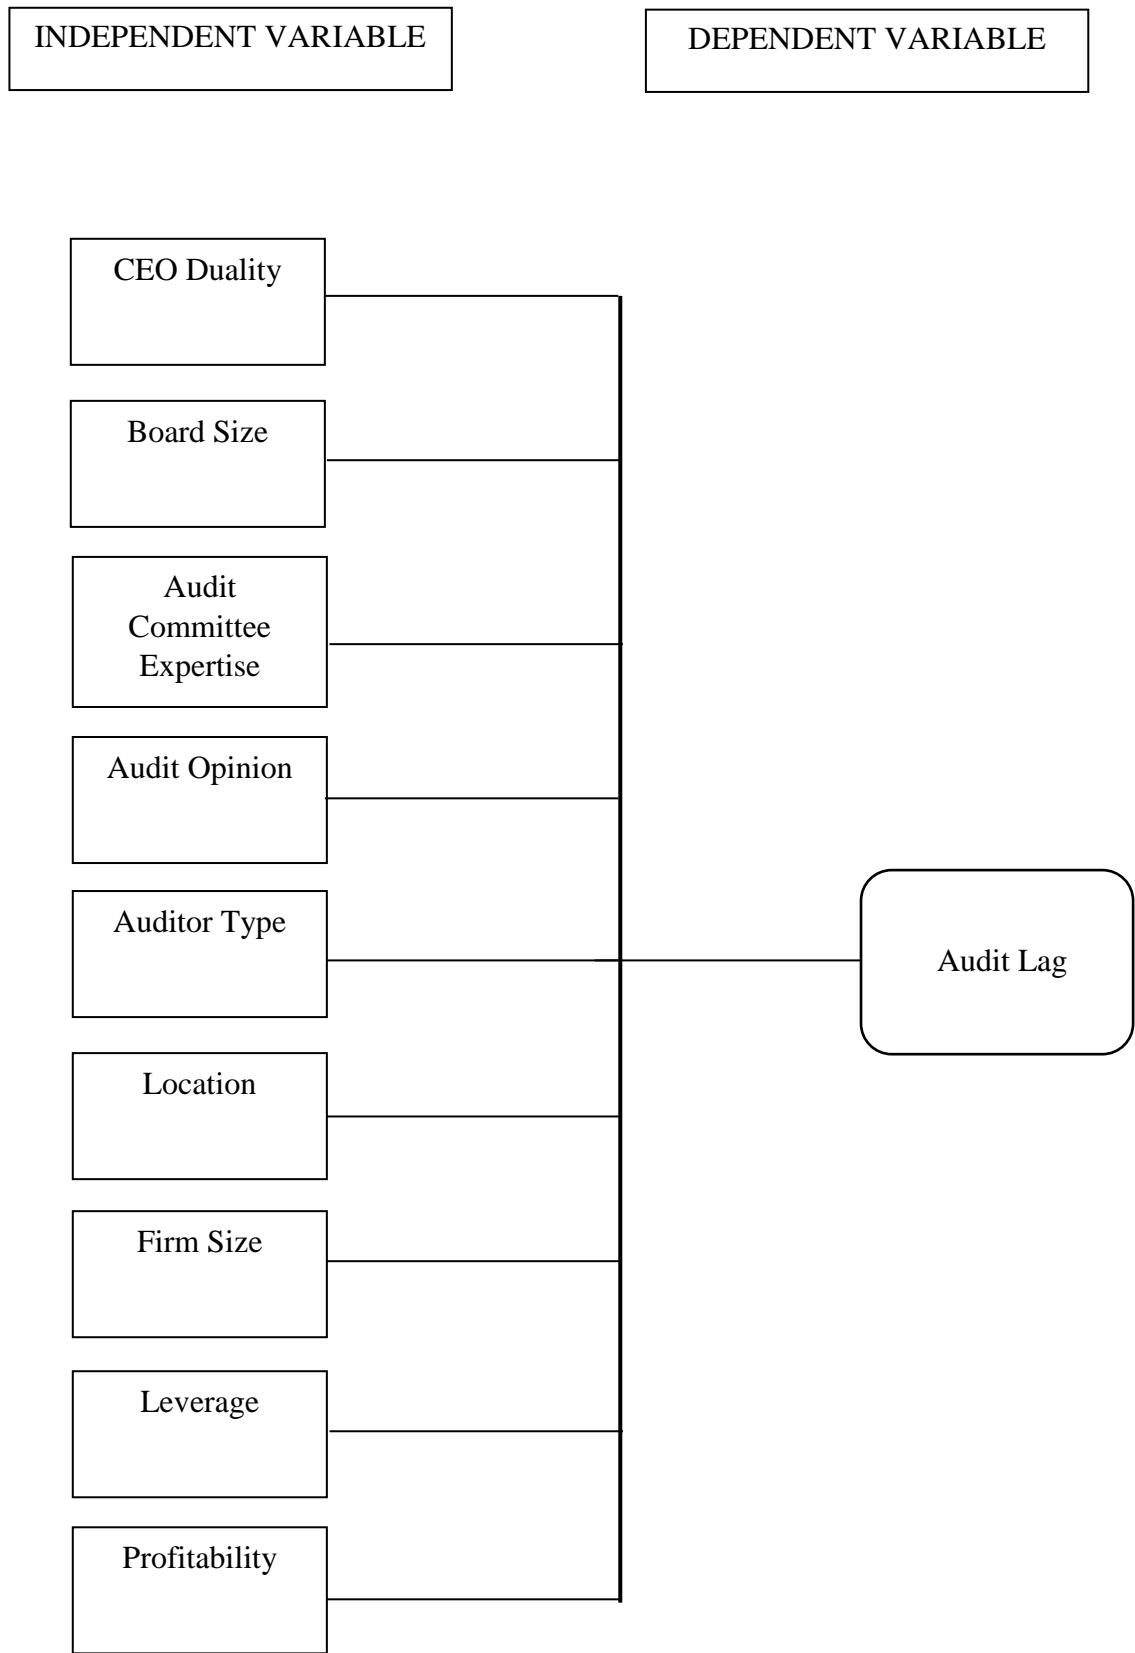 INDEPENDENT VARIABLE
DEPENDENT VARIABLE
CEO Duality
Board Size
Audit
Committee
Expertise
Audit Opinion
Auditor Type
Audit Lag
Location
Firm Size
Leverage
Profitability